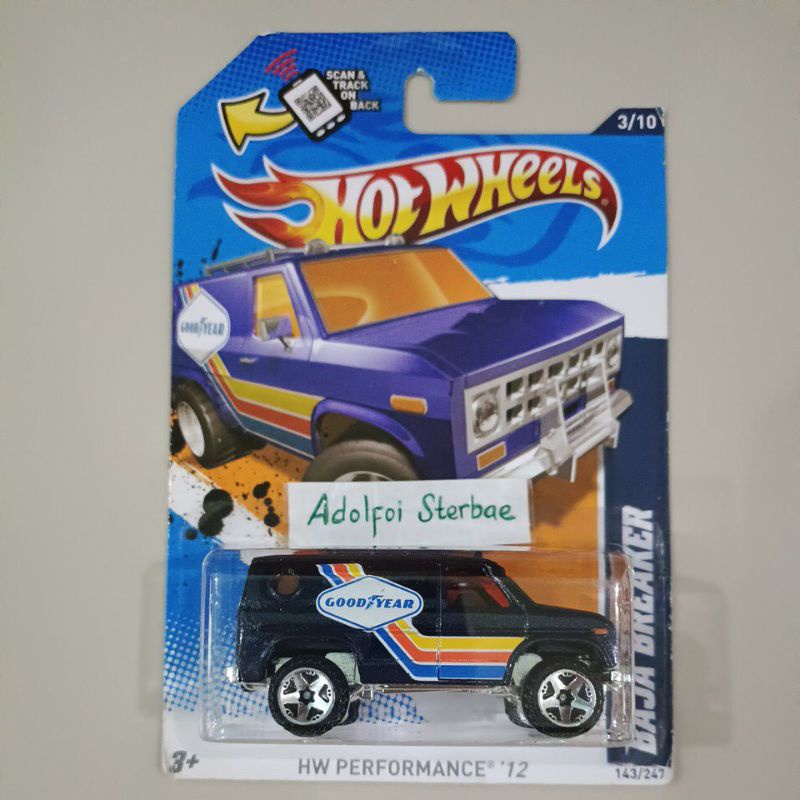 SCAN &
TRACK
ON
BACK
3/10
HOT WHEELS
GOODYEAR
Adolfoi Sterbae
GOODYEAR
BAJA BREAKER
3+
HW PERFORMANCE® '12
143/247